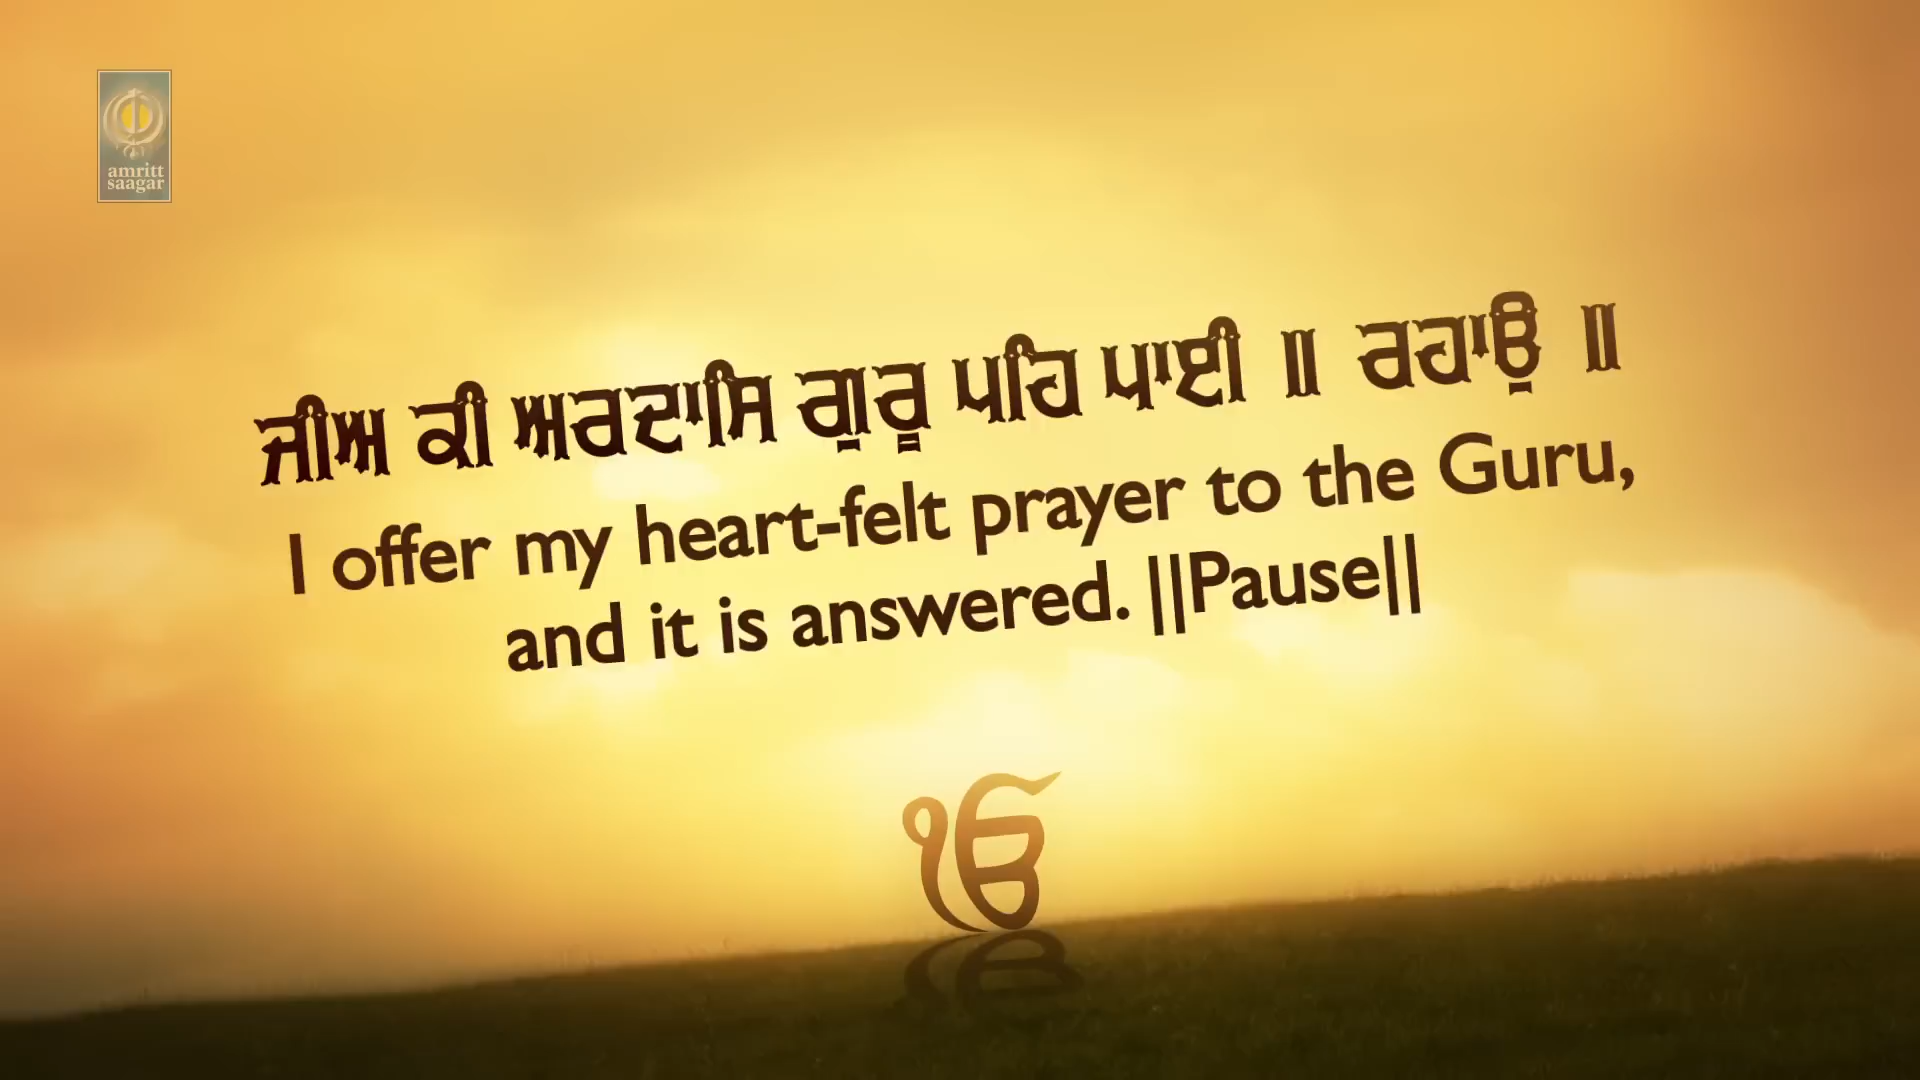 amritt
saagar
ਜੀਅ ਕੀ ਅਰਦਾਸਿ ਗੁਰੂ ਪਹਿ ਪਾਈ ॥ ਰਹਾਉ ॥
I offer my heart-felt prayer to the Guru,
and it is answered. ||Pause||
ੴ